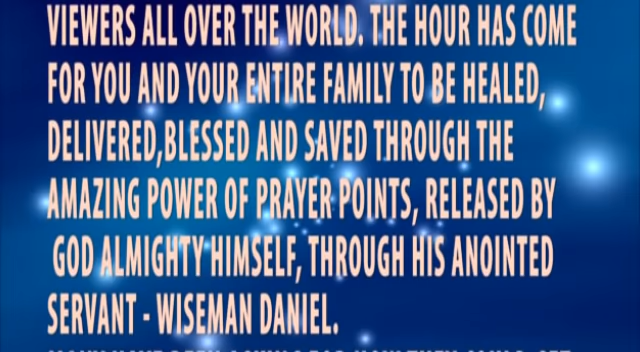 VIEWERS ALL OVER THE WORLD. THE HOUR HAS COME
FOR YOU AND YOUR ENTIRE FAMILY TO BE HEALED,
DELIVERED,BLESSED AND SAVED THROUGH THE
AMAZING POWER OF PRAYER POINTS, RELEASED BY
GOD ALMIGHTY HIMSELF, THROUGH HIS ANOINTED
SERVANT - WISEMAN DANIEL.